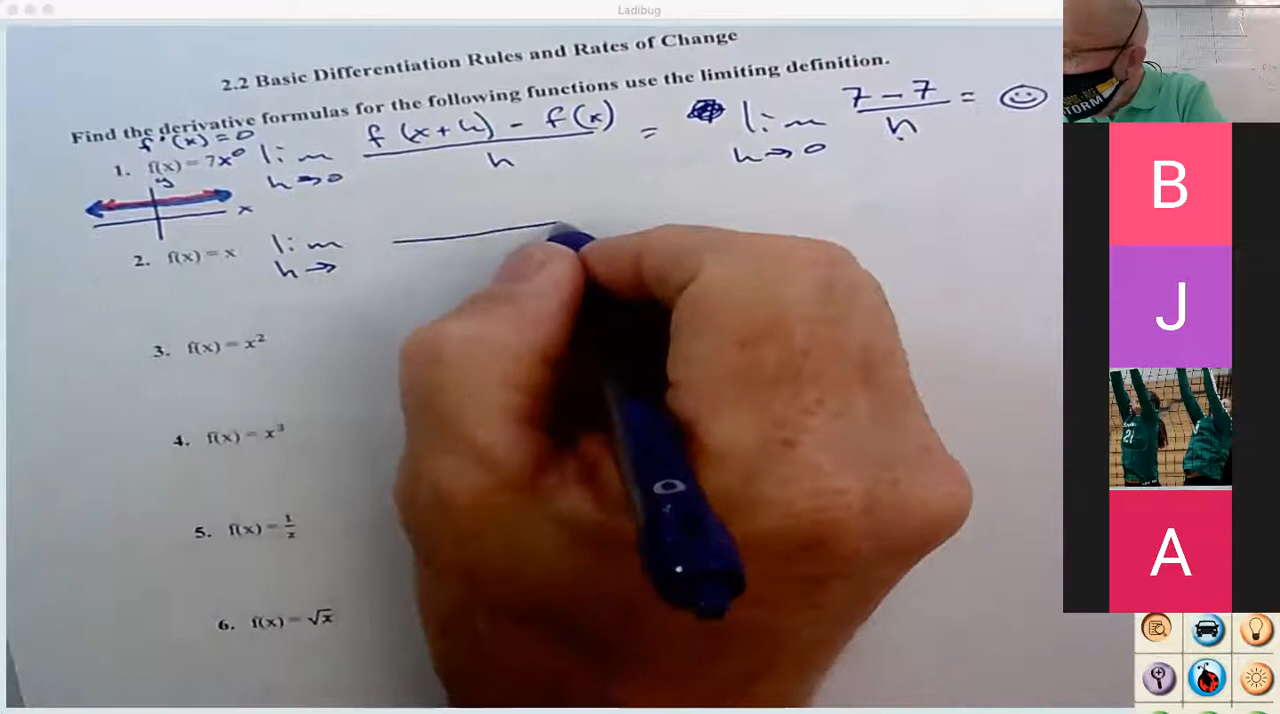 Ladibug
2.2 Basic Differentiation Rules and Rates of Change
Find the derivative formulas for the following functions use the limiting definition.
f'(x) = 0
1. f(x) = 7x⁰ lim h→0 f(x+h) - f(x) / h = lim h→0 7-7 / h = ☺
y
x
2. f(x) = x lim h→
3. f(x) = x²
4. f(x) = x³
5. f(x) = 1/x
6. f(x) = √x
STORM
B
J
21
A